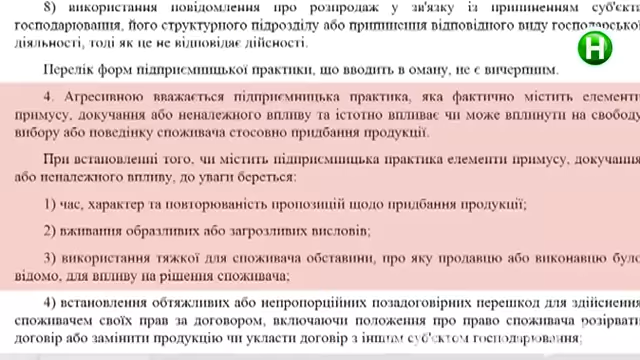 8) використання повідомлення про розпродаж у зв'язку із припиненням суб'єкта
господарювання, його структурного підрозділу або припинення відповідного виду господарської
діяльності, тоді як це не відповідає дійсності.
Перелік форм підприємницької практики, що вводить в оману, не є вичерпним.
4. Агресивною вважається підприємницька практика, яка фактично містить елементи
примусу, докучання або неналежного впливу та істотно впливає чи може вплинути на свободу
вибору або поведінку споживача стосовно придбання продукції.
При встановленні того, чи містить підприємницька практика елементи примусу, докучання
або неналежного впливу, до уваги береться:
1) час, характер та повторюваність пропозицій щодо придбання продукції;
2) вживання образливих або загрозливих висловів;
3) використання тяжкої для споживача обставини, про яку продавцю або виконавцю було
відомо, для впливу на рішення споживача;
4) встановлення обтяжливих або непропорційних позадоговірних перешкод для здійснення
споживачем своїх прав за договором, включаючи положення про право споживача розірвати
договір або замінити продукцію чи укласти договір з іншим суб'єктом господарювання;